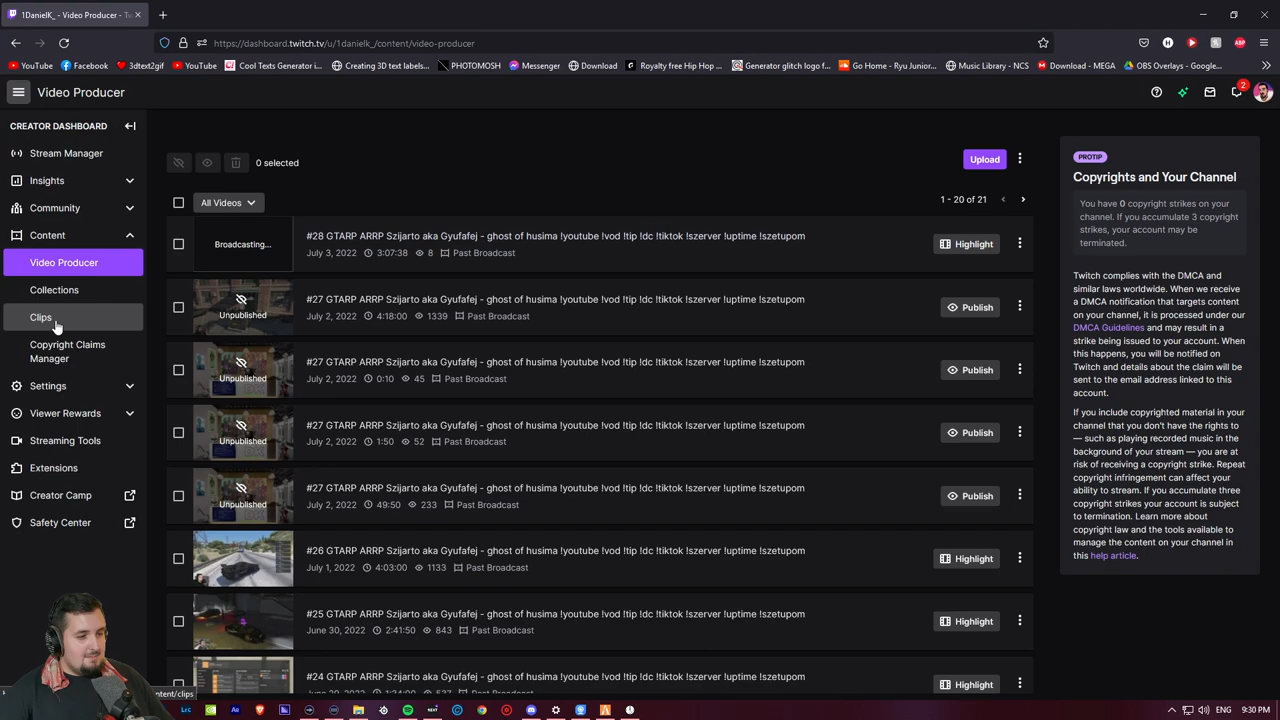 1DanielK_ - Video Producer - Tw
https://dashboard.twitch.tv/u/1danielk_/content/video-producer
YouTube
Facebook
3dtext2gif
YouTube
Cool Texts Generator i...
Creating 3D text labels...
PHOTOMOSH
Messenger
Download
Royalty free Hip Hop ...
Generator glitch logo f...
Go Home - Ryu Junior...
Music Library - NCS
Download - MEGA
OBS Overlays - Google...
Video Producer
2
CREATOR DASHBOARD
Stream Manager
Insights
Community
Content
Video Producer
Collections
Clips
Copyright Claims
Manager
Settings
Viewer Rewards
Streaming Tools
Extensions
Creator Camp
Safety Center
0 selected
Upload
All Videos
1 - 20 of 21
Broadcasting...
#28 GTARP ARRP Szijarto aka Gyufafej - ghost of husima !youtube !vod !tip !dc !tiktok !szerver !uptime !szetupom
July 3, 2022 3:07:38 8 Past Broadcast
Highlight
Unpublished
#27 GTARP ARRP Szijarto aka Gyufafej - ghost of husima !youtube !vod !tip !dc !tiktok !szerver !uptime !szetupom
July 2, 2022 4:18:00 1339 Past Broadcast
Publish
Unpublished
#27 GTARP ARRP Szijarto aka Gyufafej - ghost of husima !youtube !vod !tip !dc !tiktok !szerver !uptime !szetupom
July 2, 2022 0:10 45 Past Broadcast
Publish
Unpublished
#27 GTARP ARRP Szijarto aka Gyufafej - ghost of husima !youtube !vod !tip !dc !tiktok !szerver !uptime !szetupom
July 2, 2022 1:50 52 Past Broadcast
Publish
Unpublished
#27 GTARP ARRP Szijarto aka Gyufafej - ghost of husima !youtube !vod !tip !dc !tiktok !szerver !uptime !szetupom
July 2, 2022 49:50 233 Past Broadcast
Publish
#26 GTARP ARRP Szijarto aka Gyufafej - ghost of husima !youtube !vod !tip !dc !tiktok !szerver !uptime !szetupom
July 1, 2022 4:03:00 1133 Past Broadcast
Highlight
#25 GTARP ARRP Szijarto aka Gyufafej - ghost of husima !youtube !vod !tip !dc !tiktok !szerver !uptime !szetupom
June 30, 2022 2:41:50 843 Past Broadcast
Highlight
#24 GTARP ARRP Szijarto aka Gyufafej - ghost of husima !youtube !vod !tip !dc !tiktok !szerver !uptime !szetupom
Past Broadcast
Highlight
PROTIP
Copyrights and Your Channel
You have 0 copyright strikes on your
channel. If you accumulate 3 copyright
strikes, your account may be
terminated.
Twitch complies with the DMCA and
similar laws worldwide. When we receive
a DMCA notification that targets content
on your channel, it is processed under our
DMCA Guidelines and may result in a
strike being issued to your account. When
this happens, you will be notified on
Twitch and details about the claim will be
sent to the email address linked to this
account.
If you include copyrighted material in your
channel that you don't have the rights to
— such as playing recorded music in the
background of your stream — you are at
risk of receiving a copyright strike. Repeat
copyright infringement can affect your
ability to stream. If you accumulate three
copyright strikes your account is subject
to termination. Learn more about
copyright law and the tools available to
manage the content on your channel in
this help article.
ntent/clips
Lrc
Ae
ENG
9:30 PM